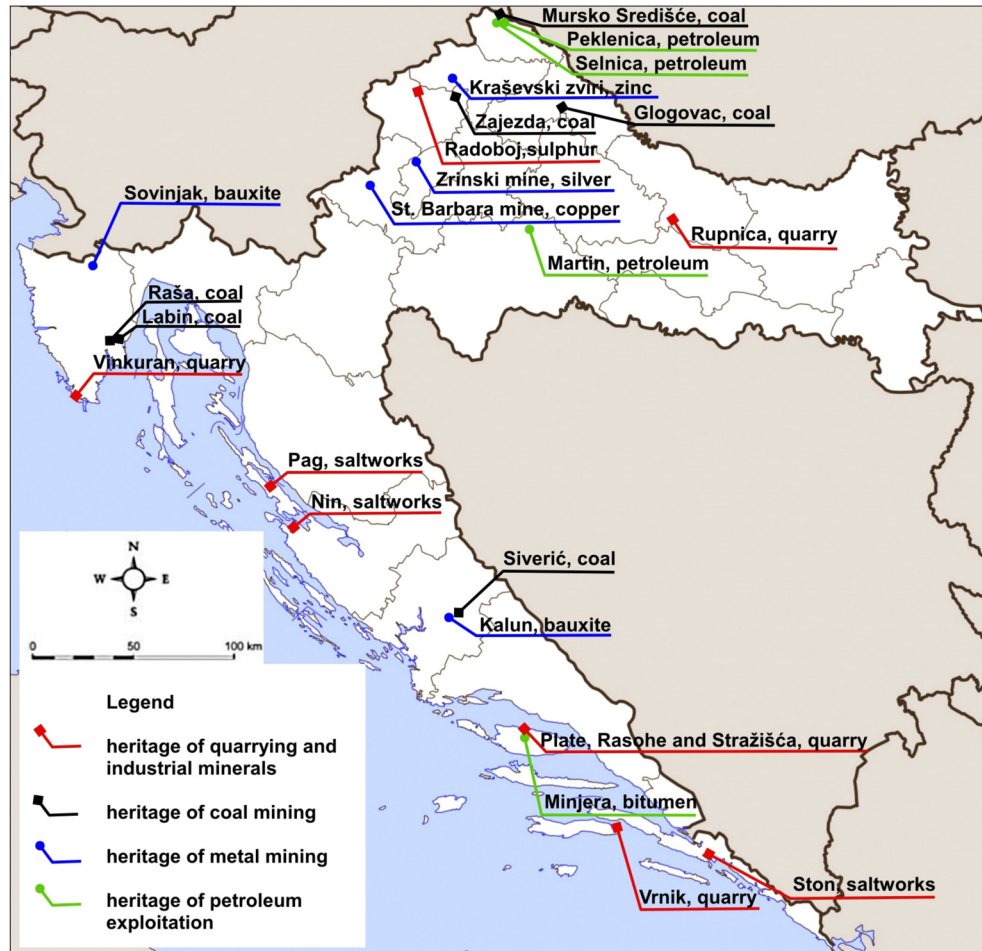 Mursko Središće, coal
Peklenica, petroleum
Selnica, petroleum
Kraševski zviri, zinc
Glogovac, coal
Zajezda, coal
Radoboj,sulphur
Zrinski mine, silver
Sovinjak, bauxite
St. Barbara mine, copper
Rupnica, quarry
Martin, petroleum
Raša, coal
Labin, coal
Vinkuran, quarry
Pag, saltworks
Nin, saltworks
Siverić, coal
Kalun, bauxite
N
W E
S
0 50 100 km
Legend
heritage of quarrying and
industrial minerals
heritage of coal mining
heritage of metal mining
heritage of petroleum
exploitation
Plate, Rasohe and Stražišća, quarry
Minjera, bitumen
Vrnik, quarry
Ston, saltworks